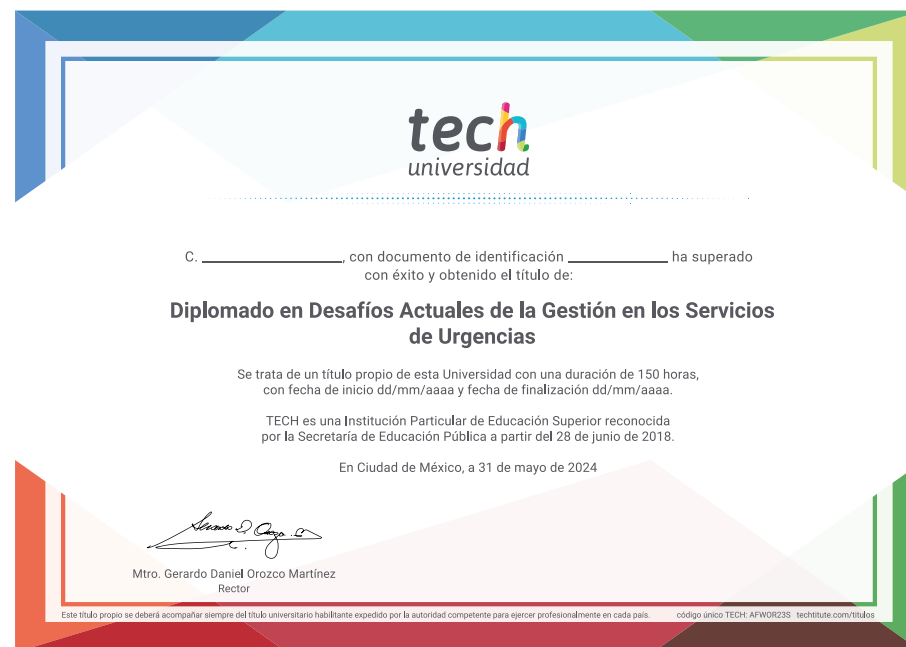 tech
universidad
C. ____________, con documento de identificación ____________ ha superado
con éxito y obtenido el título de:
Diplomado en Desafíos Actuales de la Gestión en los Servicios
de Urgencias
Se trata de un título propio de esta Universidad con una duración de 150 horas,
con fecha de inicio dd/mm/aaaa y fecha de finalización dd/mm/aaaa.
TECH es una Institución Particular de Educación Superior reconocida
por la Secretaría de Educación Pública a partir del 28 de junio de 2018.
En Ciudad de México, a 31 de mayo de 2024
Mtro. Gerardo Daniel Orozco Martínez
Rector
Este título propio se deberá acompañar siempre del título universitario habilitante expedido por la autoridad competente para ejercer profesionalmente en cada país. código único TECH: AFWOR23S techtitute.com/titulos